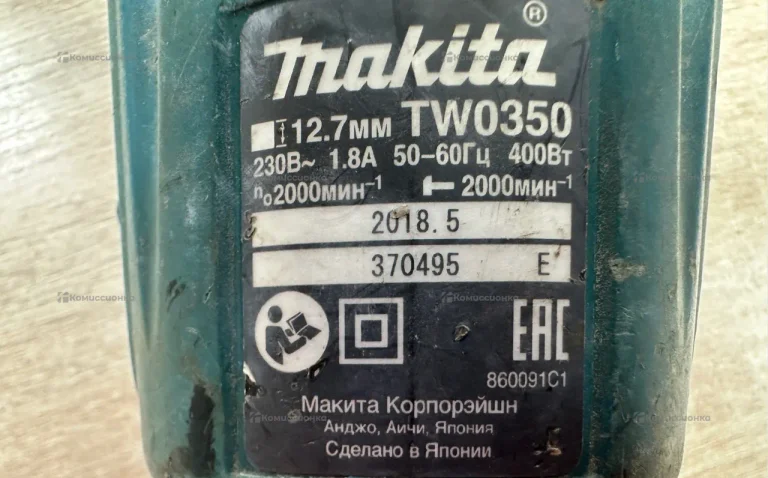 makita®
12.7мм TW0350
230В~ 1.8А 50-60Гц 400Вт
n₀2000мин⁻¹ 2000мин⁻¹
2018.5
370495 E
EAC
860091C1
Макита Корпорэйшн
Анджо, Аичи, Япония
Сделано в Японии
Комиссионка